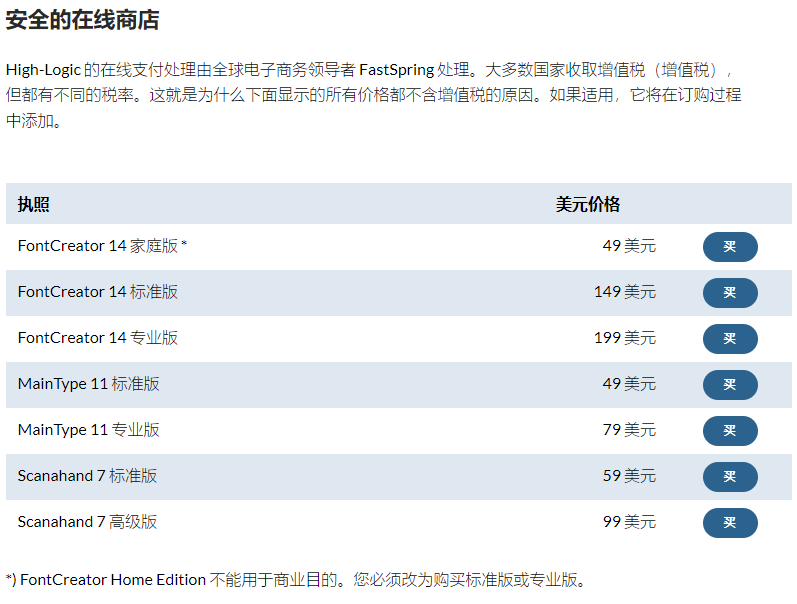 安全的在线商店
High-Logic 的在线支付处理由全球电子商务领导者 FastSpring 处理。大多数国家收取增值税（增值税），
但都有不同的税率。这就是为什么下面显示的所有价格都不含增值税的原因。如果适用，它将在订购过程
中添加。
执照 美元价格
FontCreator 14 家庭版 * 49 美元 买
FontCreator 14 标准版 149 美元 买
FontCreator 14 专业版 199 美元 买
MainType 11 标准版 49 美元 买
MainType 11 专业版 79 美元 买
Scanahand 7 标准版 59 美元 买
Scanahand 7 高级版 99 美元 买
*) FontCreator Home Edition 不能用于商业目的。您必须改为购买标准版或专业版。